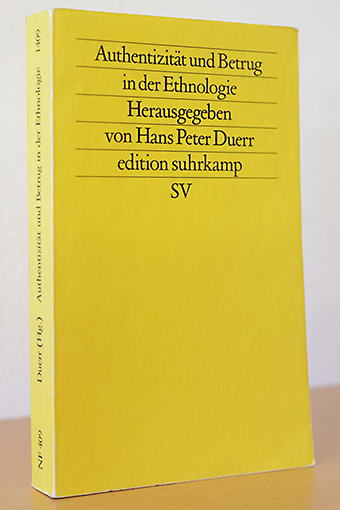 Authentizität und Betrug
in der Ethnologie
Herausgegeben
von Hans Peter Duerr
edition suhrkamp
SV
NF 409 Duerr (Hg.) Authentizität und Betrug in der Ethnologie 1409